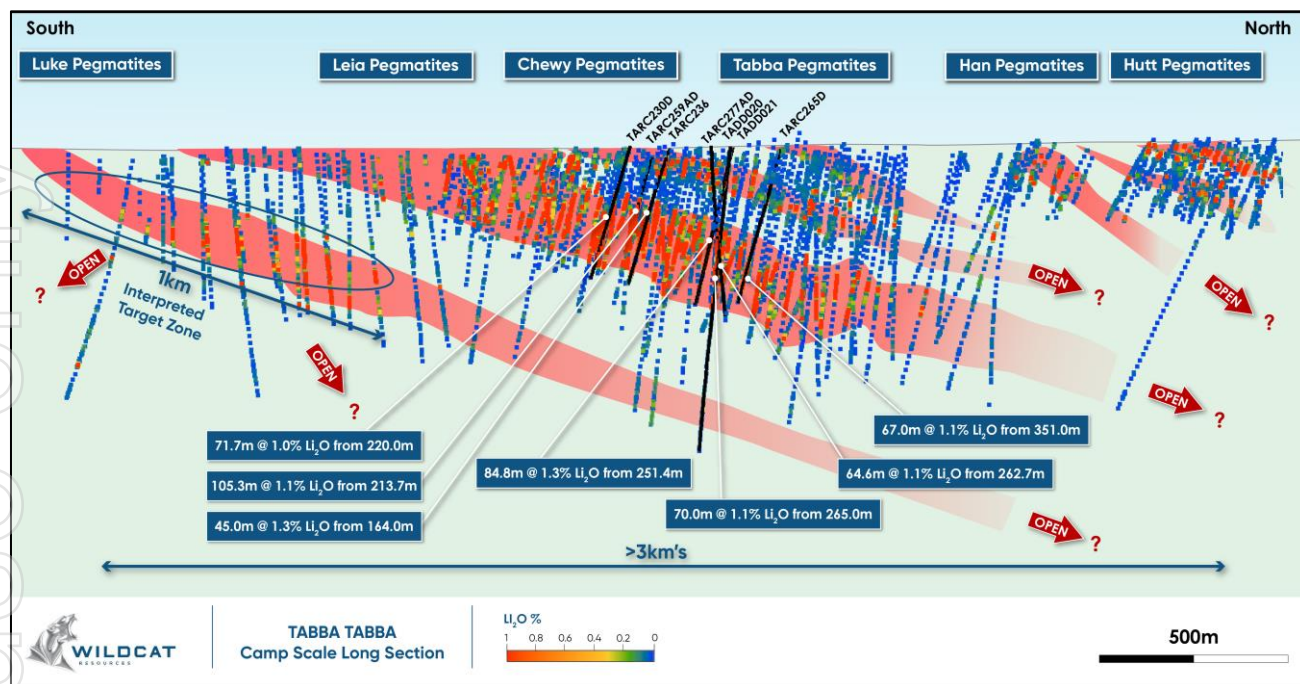 South
North
Luke Pegmatites
Leia Pegmatites
Chewy Pegmatites
Tabba Pegmatites
Han Pegmatites
Hutt Pegmatites
TARC230D
TARC259AD
TARC236
TARC277AD
TADD020
TADD021
TARC265D
OPEN
?
1km
Interpreted
Target Zone
OPEN
?
OPEN
?
OPEN
?
OPEN
?
OPEN
?
71.7m @ 1.0% Li₂O from 220.0m
105.3m @ 1.1% Li₂O from 213.7m
45.0m @ 1.3% Li₂O from 164.0m
84.8m @ 1.3% Li₂O from 251.4m
67.0m @ 1.1% Li₂O from 351.0m
64.6m @ 1.1% Li₂O from 262.7m
70.0m @ 1.1% Li₂O from 265.0m
>3km's
WILDCAT
RESOURCES
TABBA TABBA
Camp Scale Long Section
Li₂O %
1 0.8 0.6 0.4 0.2 0
500m